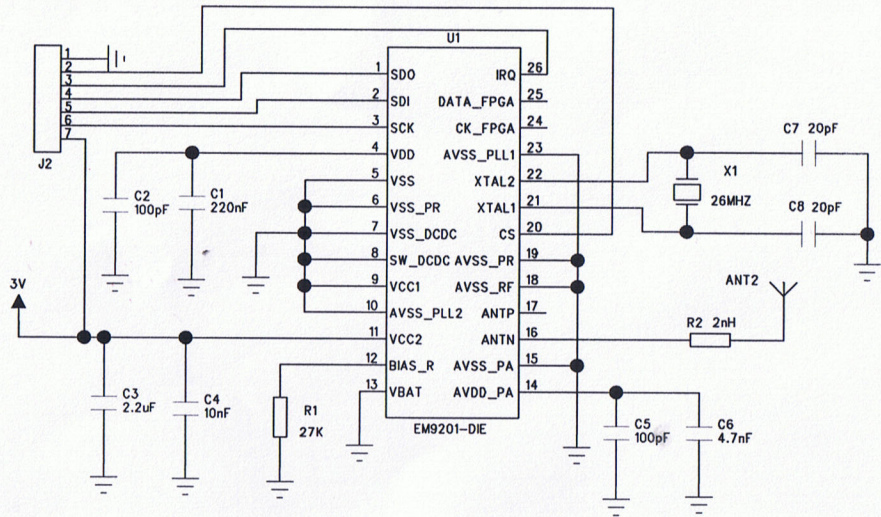 U1
1
2
3
4
5
6
7
J2
1 SDO
2 SDI
3 SCK
4 VDD
5 VSS
6 VSS_PR
7 VSS_DCDC
8 SW_DCDC
9 VCC1
10 AVSS_PLL2
11 VCC2
12 BIAS_R
13 VBAT
IRQ 26
DATA_FPGA 25
CK_FPGA 24
AVSS_PLL1 23
XTAL2 22
XTAL1 21
CS 20
AVSS_PR 19
AVSS_RF 18
ANTP 17
ANTN 16
AVSS_PA 15
AVDD_PA 14
EM9201-DIE
C2
100pF
C1
220nF
C7 20pF
X1
26MHZ
C8 20pF
3V
ANT2
R2 2nH
C3
2.2uF
C4
10nF
R1
27K
C5
100pF
C6
4.7nF